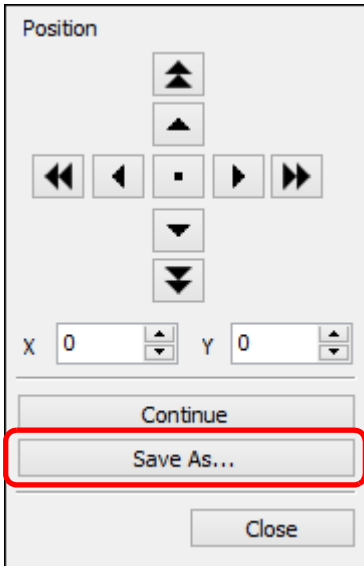 Position
X 0 Y 0
Continue
Save As...
Close